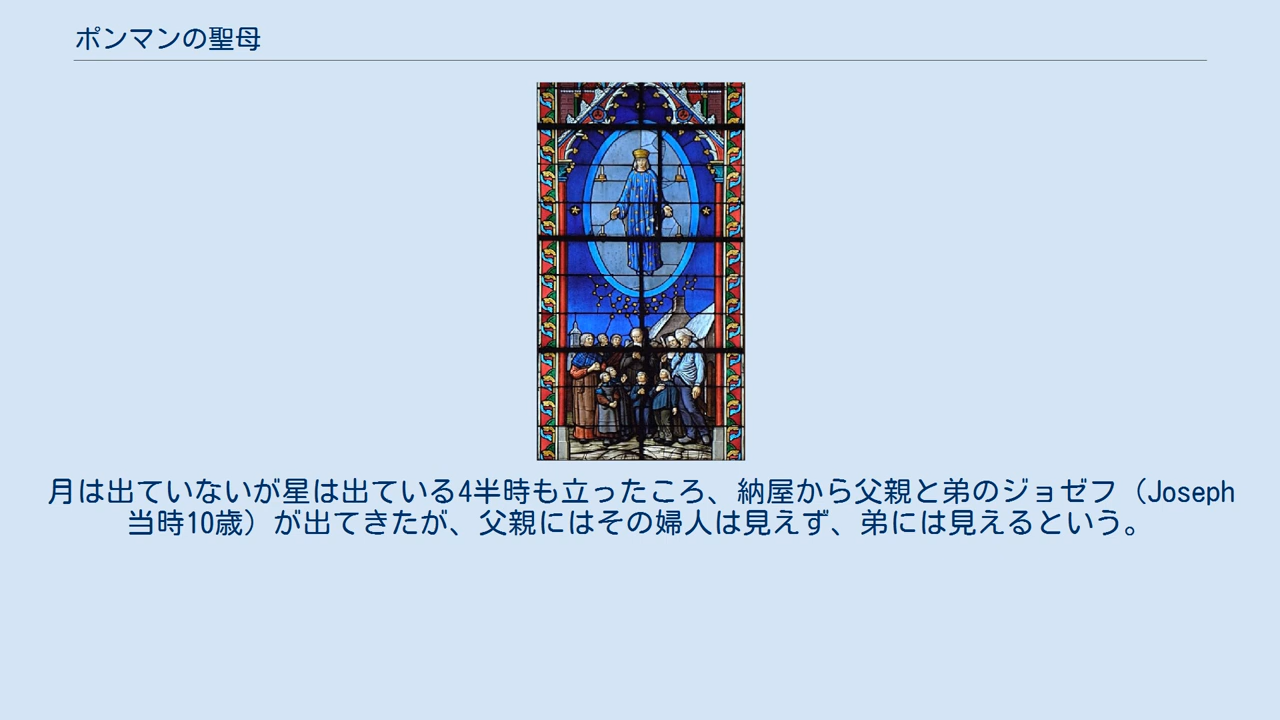 ポンマンの聖母
月は出ていないが星は出ている4半時も立ったころ、納屋から父親と弟のジョゼフ（Joseph
当時10歳）が出てきたが、父親にはその婦人は見えず、弟には見えるという。